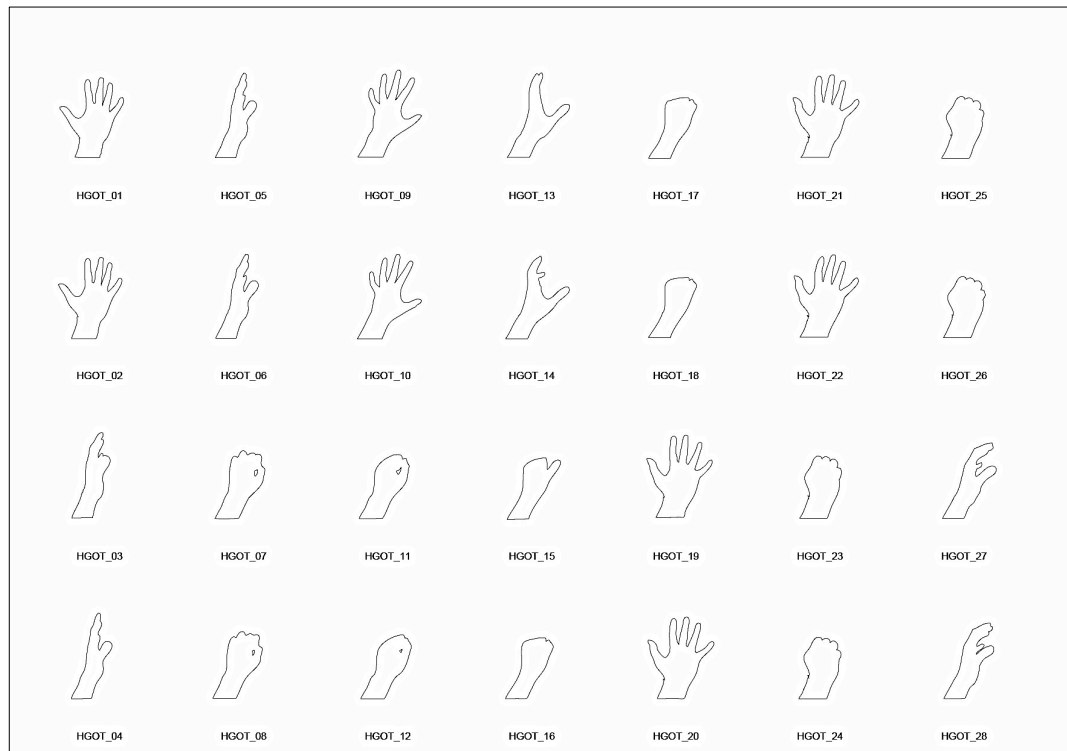 HGOT_01 HGOT_05 HGOT_09 HGOT_13 HGOT_17 HGOT_21 HGOT_25
HGOT_02 HGOT_06 HGOT_10 HGOT_14 HGOT_18 HGOT_22 HGOT_26
HGOT_03 HGOT_07 HGOT_11 HGOT_15 HGOT_19 HGOT_23 HGOT_27
HGOT_04 HGOT_08 HGOT_12 HGOT_16 HGOT_20 HGOT_24 HGOT_28